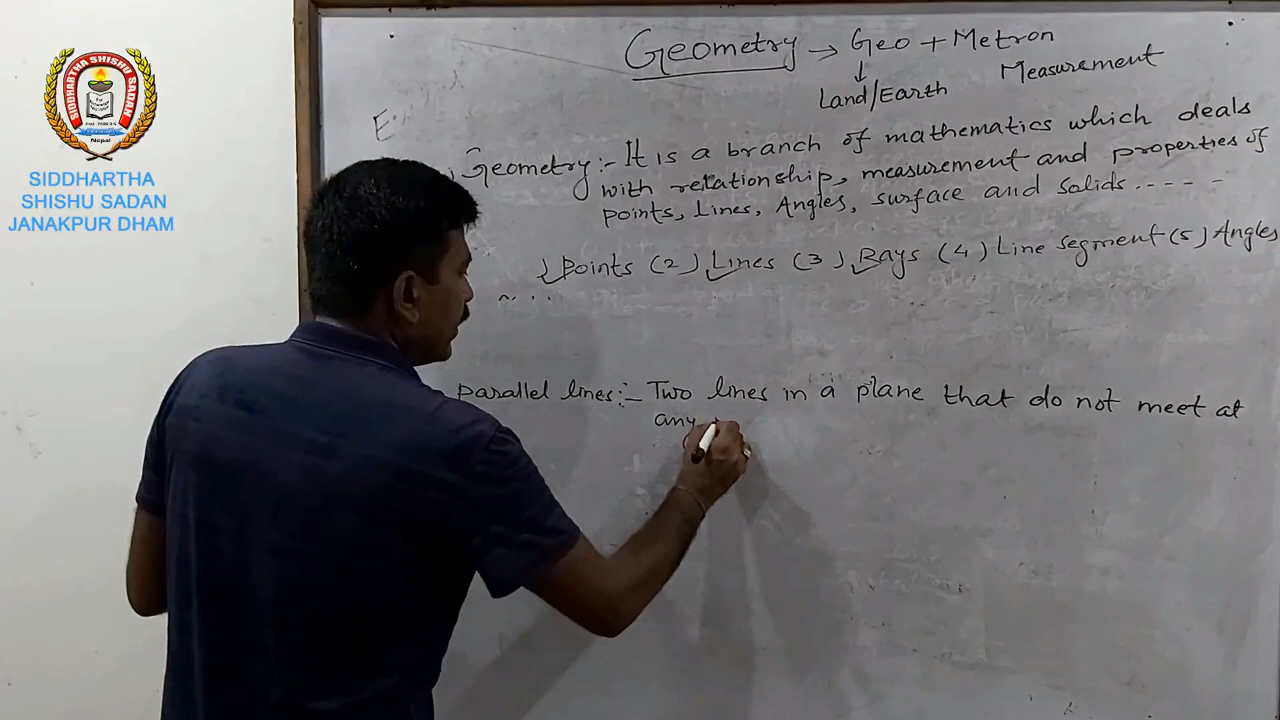 Geometry → Geo + Metron
↓
Land/Earth Measurement
Geometry:- It is a branch of mathematics which deals
with relationship, measurement and properties of
points, Lines, Angles, surface and solids.....
Points (2) Lines (3) Rays (4) Line segment (5) Angles
....
parallel lines:- Two lines in a plane that do not meet at
any
SIDDHARTHA SHISHU SADAN
Nepal
SIDDHARTHA
SHISHU SADAN
JANAKPUR DHAM